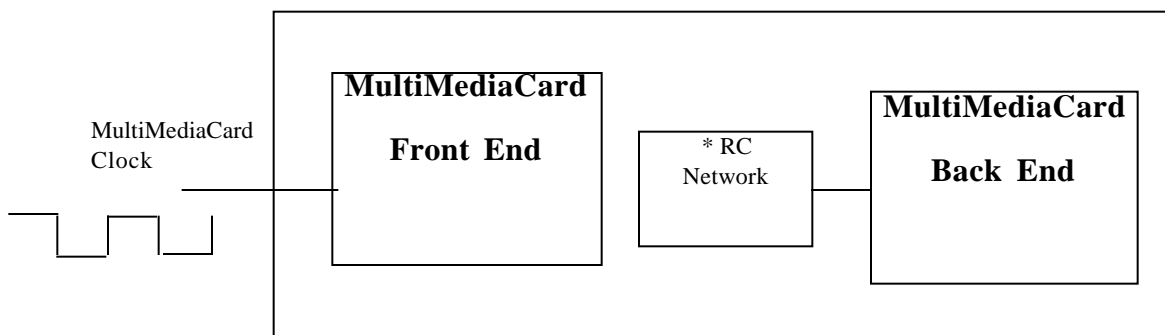 MultiMediaCard
Clock
MultiMediaCard
Front End
* RC
Network
MultiMediaCard
Back End